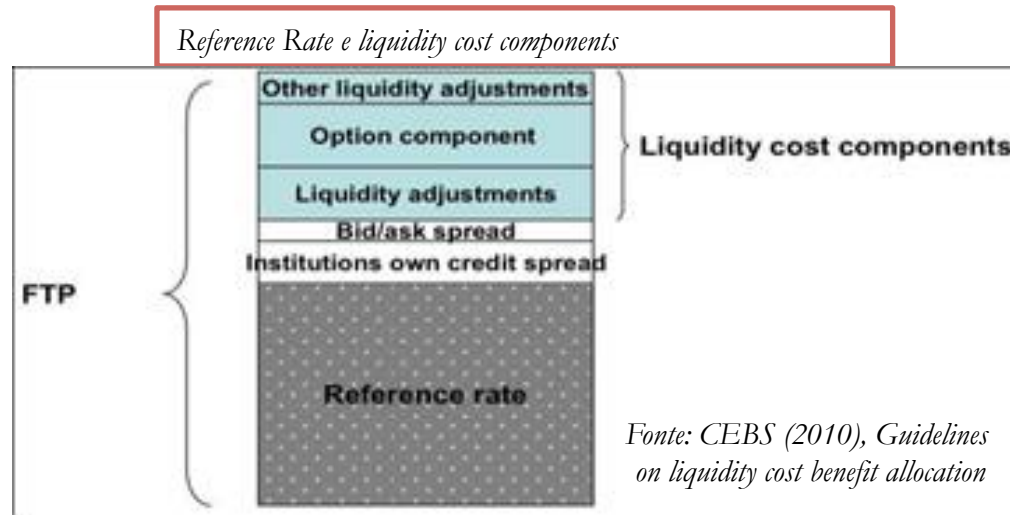 Reference Rate e liquidity cost components
Other liquidity adjustments
Option component
Liquidity adjustments
Bid/ask spread
Institutions own credit spread
Reference rate
Liquidity cost components
FTP
Fonte: CEBS (2010), Guidelines
on liquidity cost benefit allocation